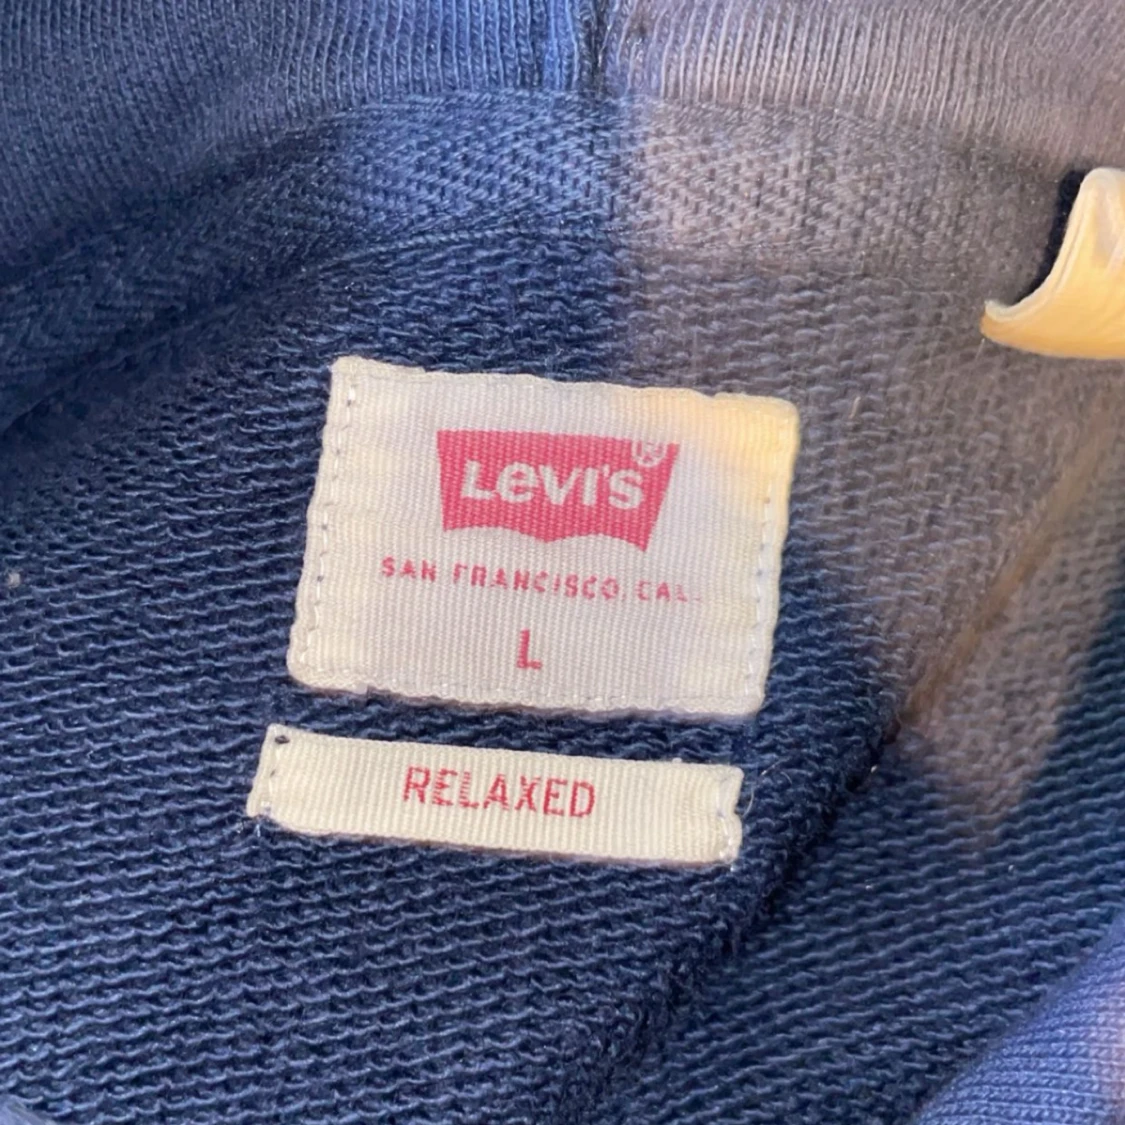 Levi's®
SAN FRANCISCO, CAL.
L
RELAXED